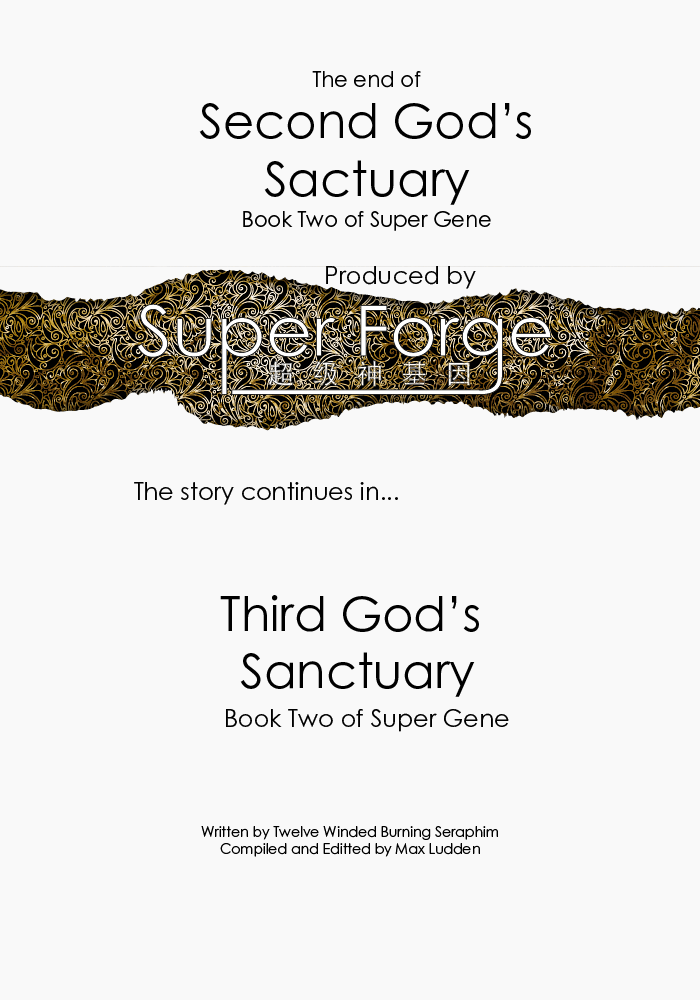 The end of
Second God’s
Sactuary
Book Two of Super Gene
Produced by
Super Forge
超级神基因
The story continues in...
Third God’s
Sanctuary
Book Two of Super Gene
Written by Twelve Winded Burning Seraphim
Compiled and Editted by Max Ludden